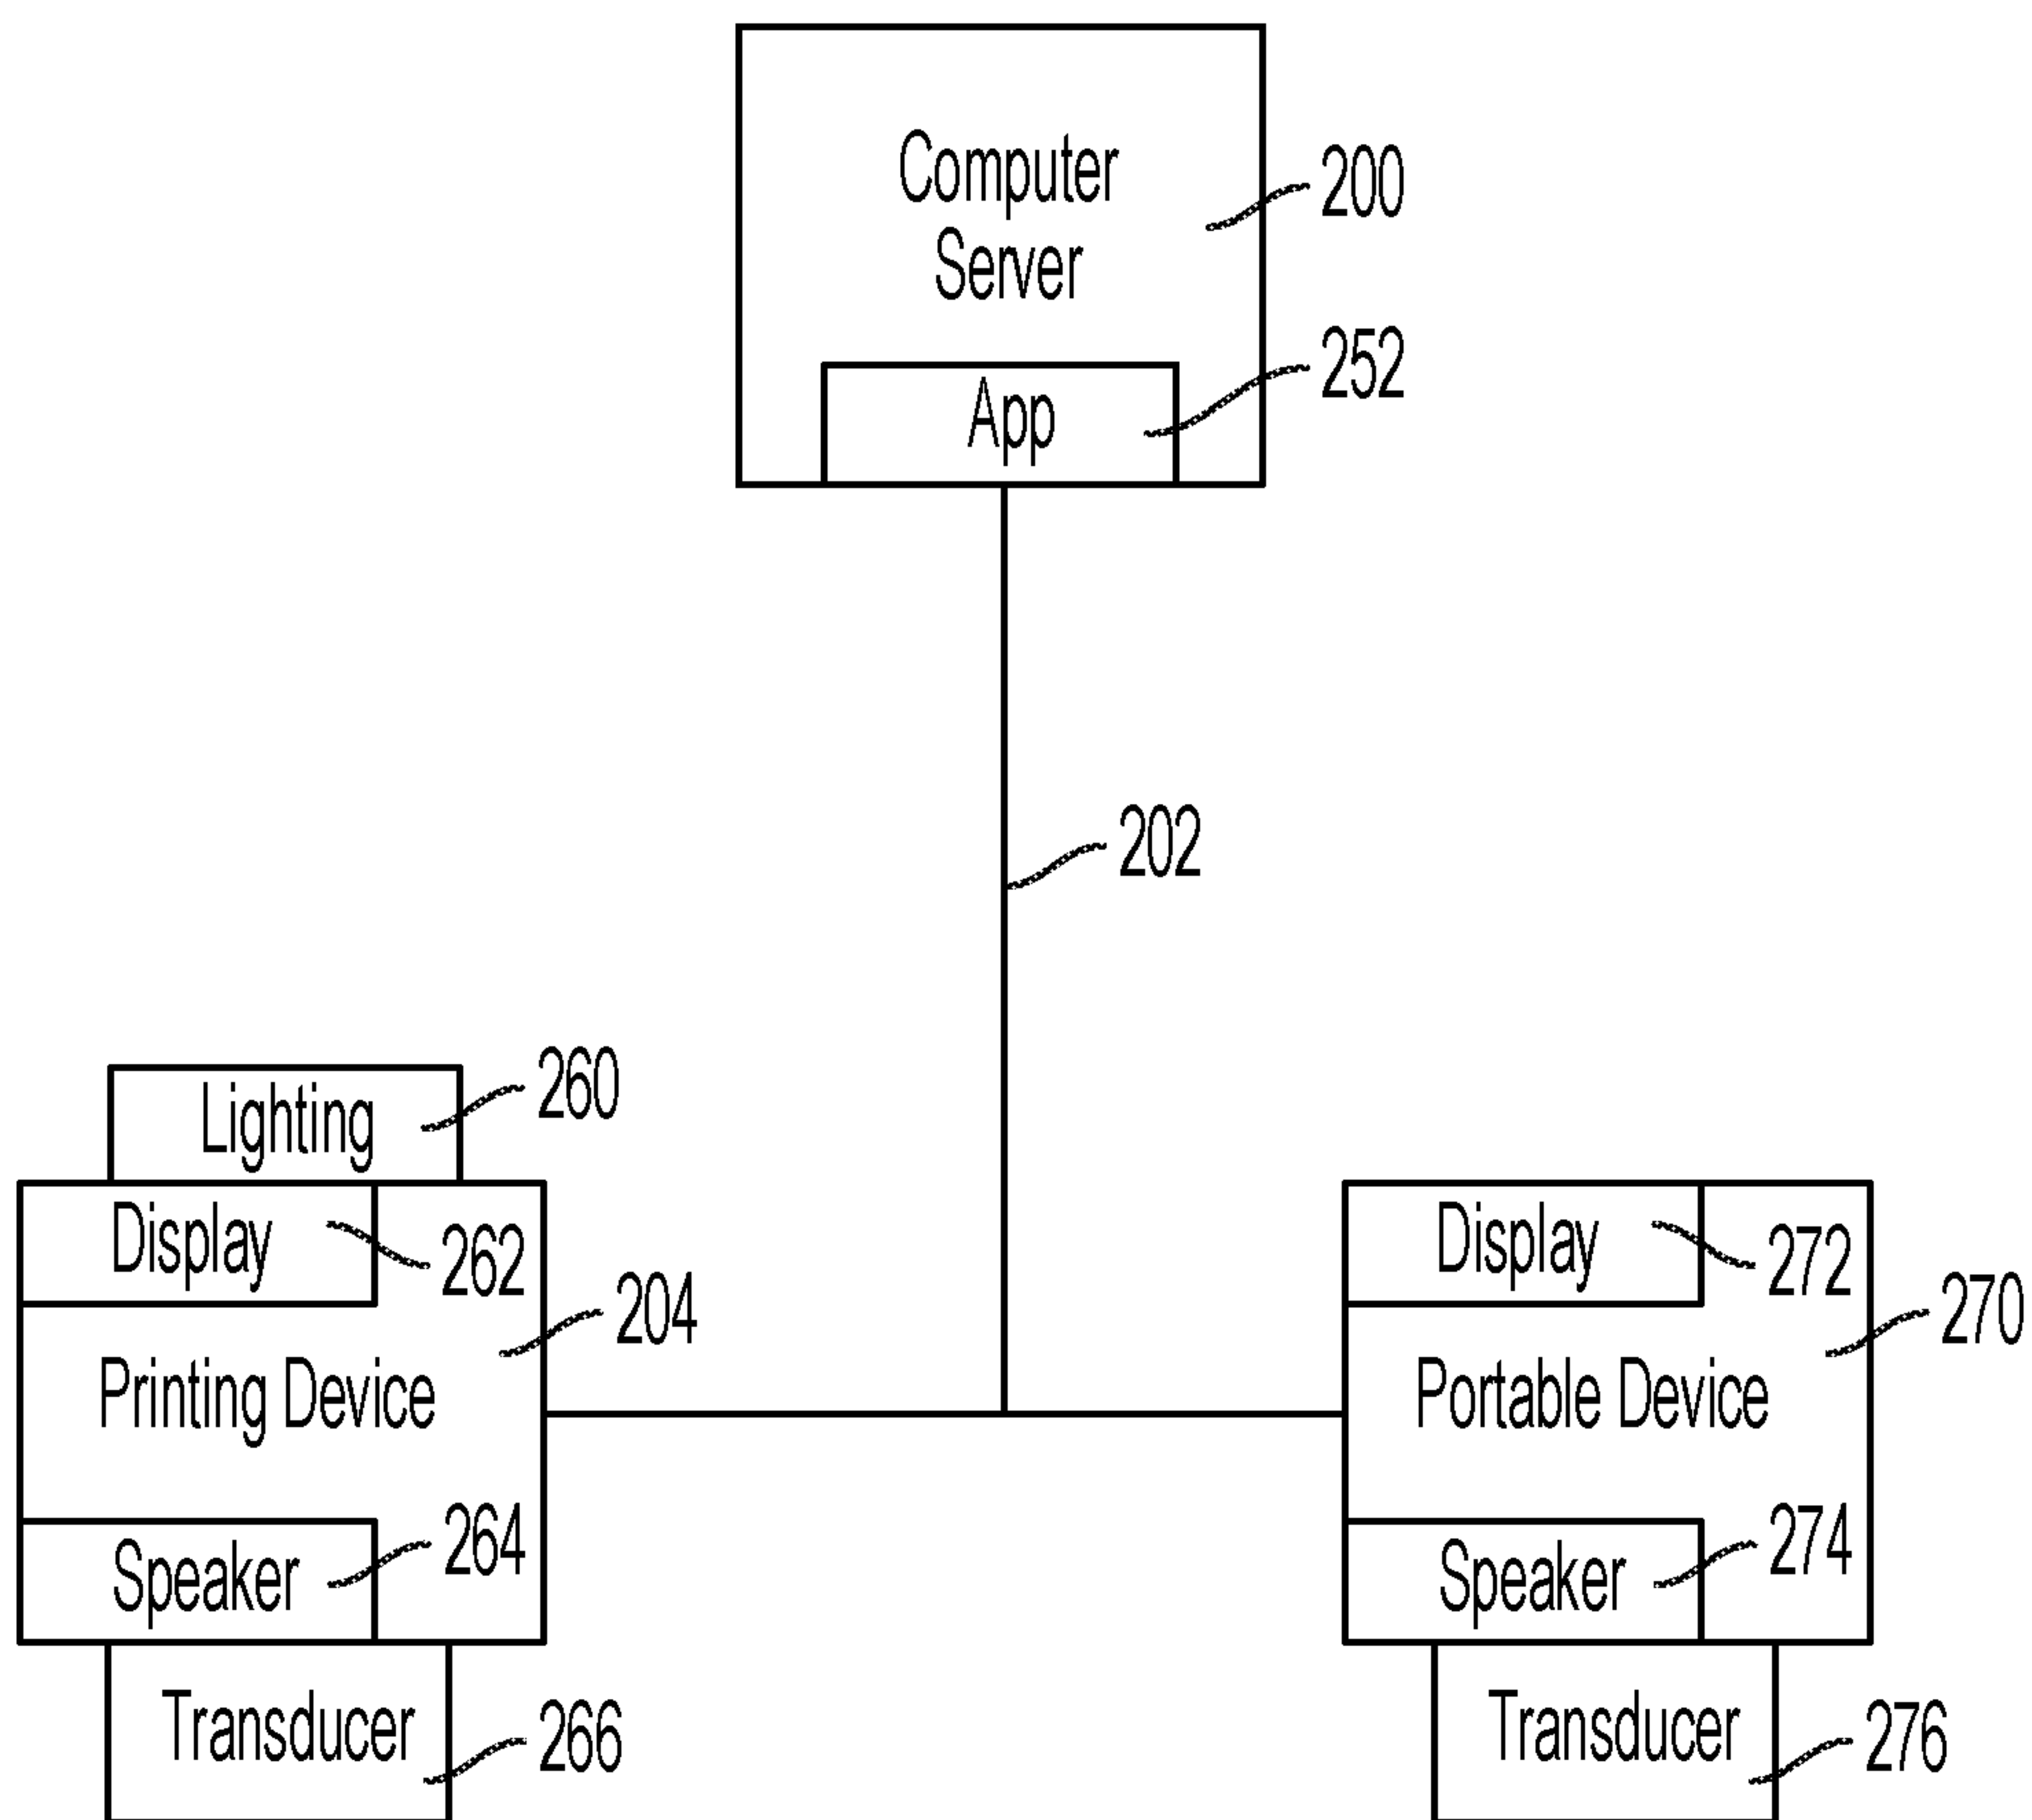 Computer
Server
200
App
252
202
Lighting
260
Display
262
204
Printing Device
Speaker
264
Transducer
266
Display
272
270
Portable Device
Speaker
274
Transducer
276